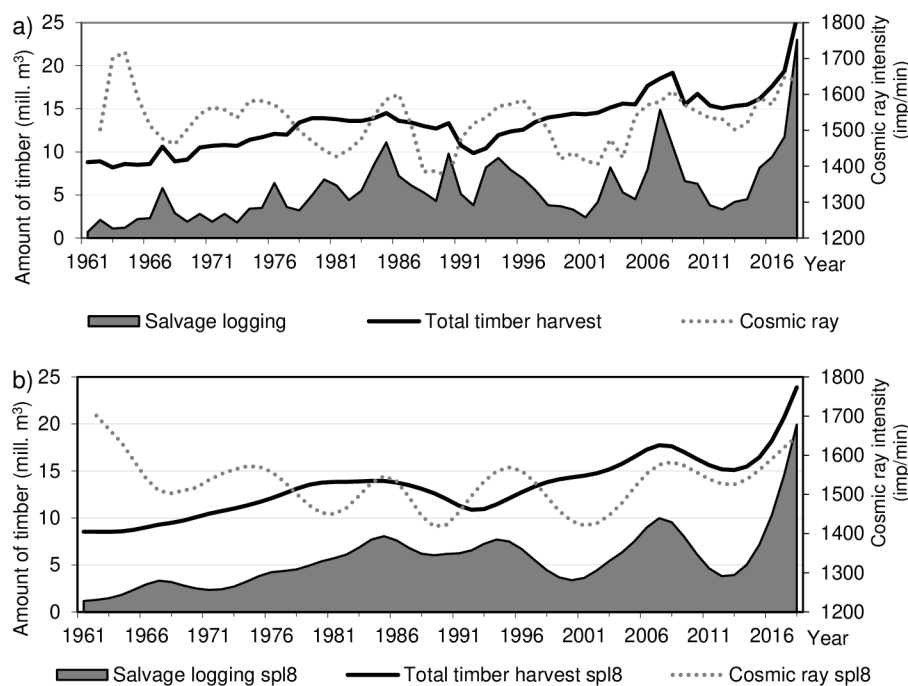 a)
Amount of timber (mill. m³)
25
20
15
10
5
0
1800
1700
1600
1500
1400
1300
1200
Cosmic ray intensity
(imp/min)
1961 1966 1971 1976 1981 1986 1991 1996 2001 2006 2011 2016 Year
Salvage logging Total timber harvest Cosmic ray
b)
Amount of timber (mill. m³)
25
20
15
10
5
0
1800
1700
1600
1500
1400
1300
1200
Cosmic ray intensity
(imp/min)
1961 1966 1971 1976 1981 1986 1991 1996 2001 2006 2011 2016 Year
Salvage logging spl8 Total timber harvest spl8 Cosmic ray spl8